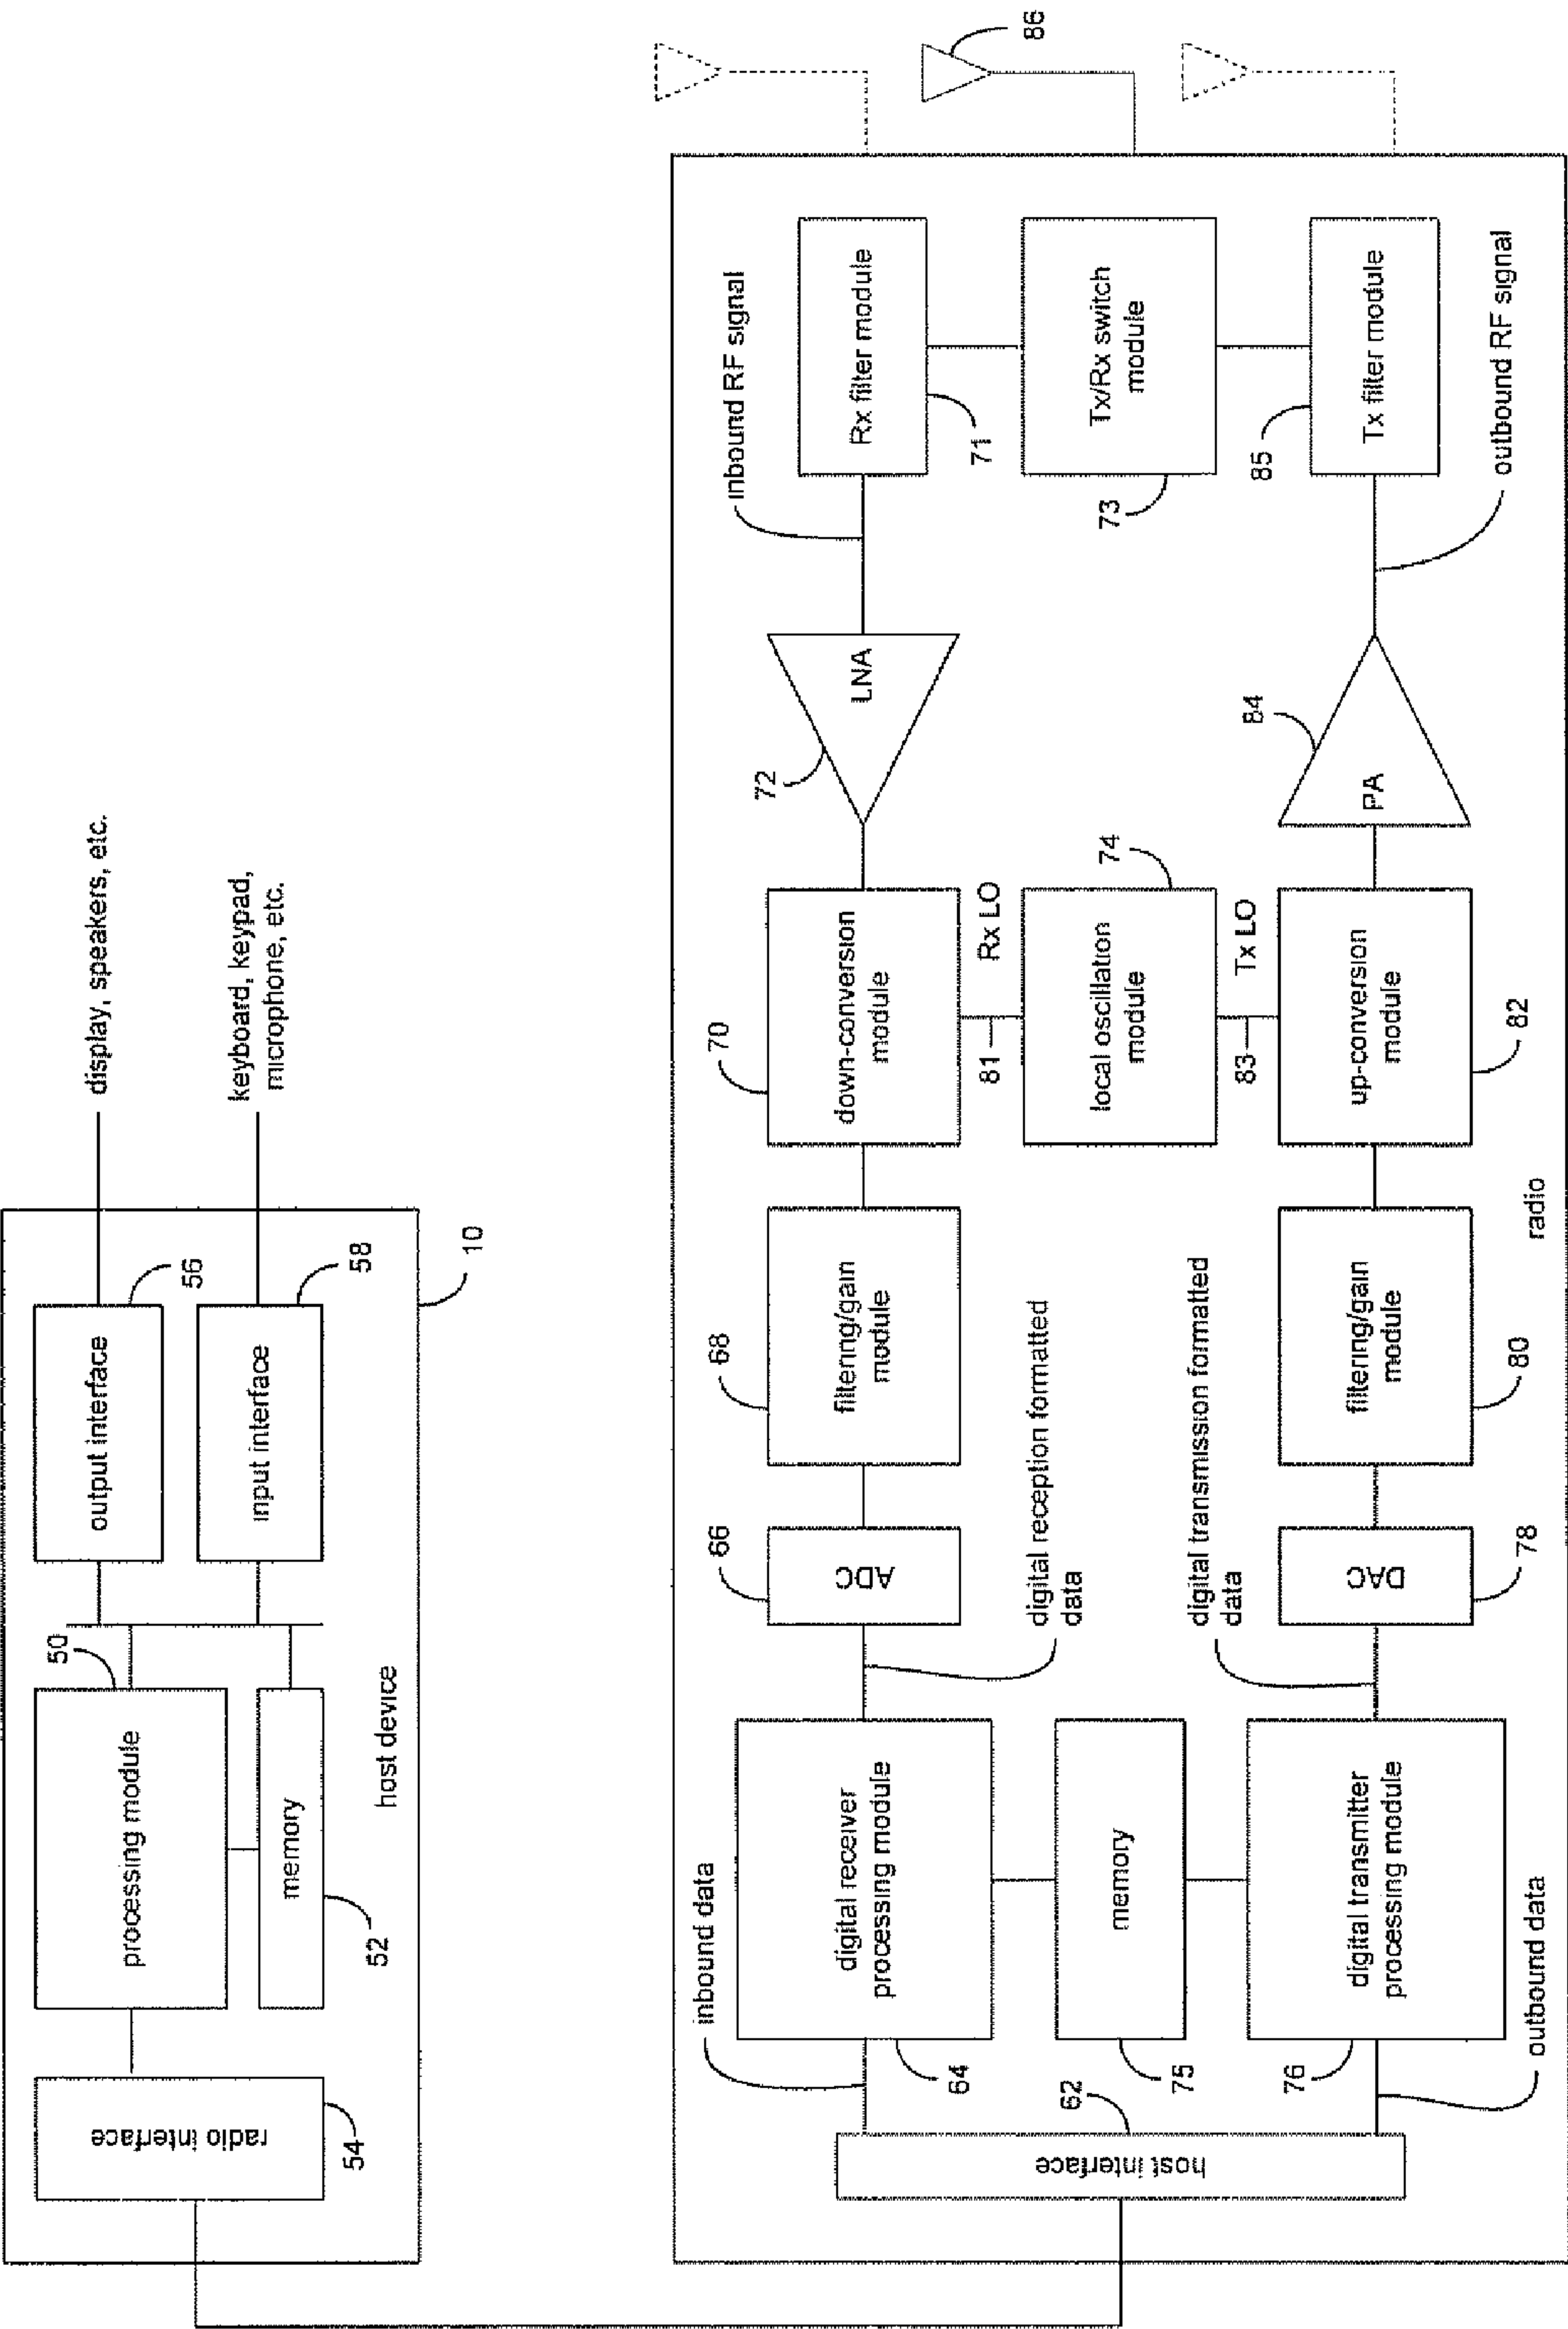 display, speakers, etc.
keyboard, keypad,
microphone, etc.
output interface
56
input interface
58
10
50
processing module
memory
52
host device
radio interface
54
86
inbound RF signal
Rx filter module
71
Tx/Rx switch
module
73
85
Tx filter module
outbound RF signal
LNA
72
84
PA
70
down-conversion
module
81
Rx LO
74
local oscillation
module
83
Tx LO
up-conversion
module
82
radio
68
filtering/gain
module
filtering/gain
module
80
66
ADC
digital reception formatted
data
digital transmission formatted
data
DAC
78
inbound data
digital receiver
processing module
64
memory
75
digital transmitter
processing module
76
outbound data
62
host interface